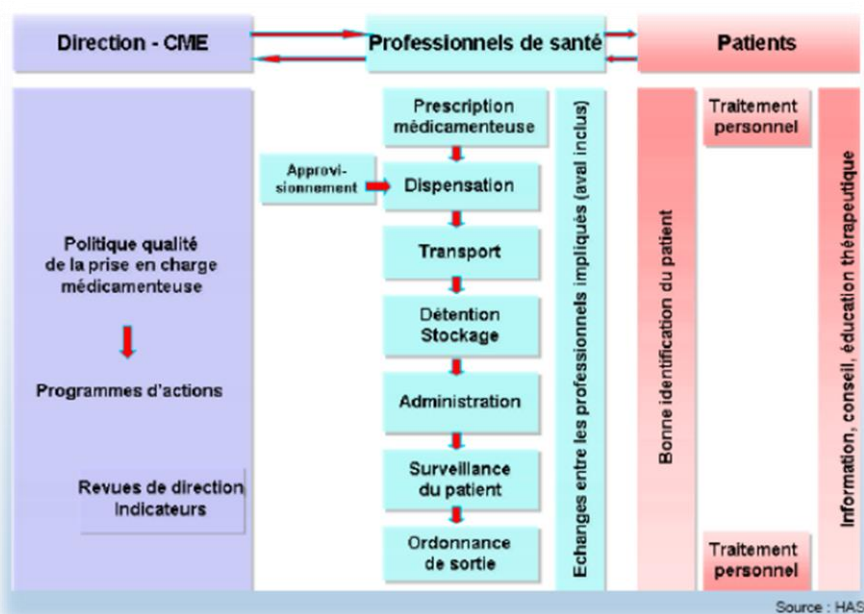 Direction - CME
Professionnels de santé
Patients
Politique qualité
de la prise en charge
médicamenteuse
Programmes d'actions
Revues de direction
Indicateurs
Approvi-
sionnement
Prescription
médicamenteuse
Dispensation
Transport
Détention
Stockage
Administration
Surveillance
du patient
Ordonnance
de sortie
Echanges entre les professionnels impliqués (aval inclus)
Bonne identification du patient
Traitement
personnel
Traitement
personnel
Information, conseil, éducation thérapeutique
Source : HAS